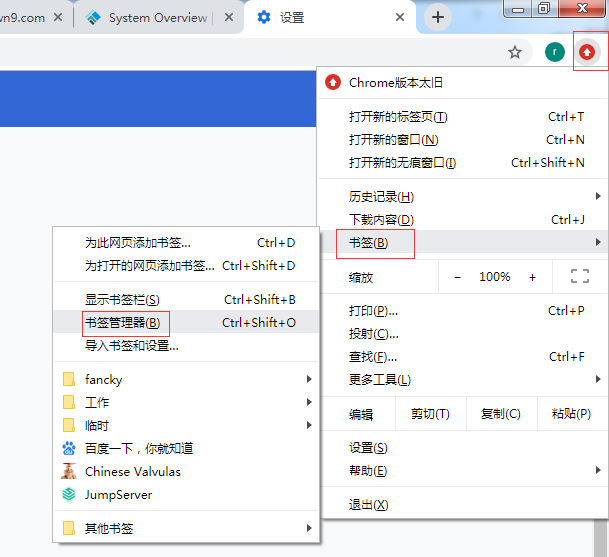 wn9.com
System Overview |
设置
r
Chrome版本太旧
打开新的标签页(T) Ctrl+T
打开新的窗口(N) Ctrl+N
打开新的无痕窗口(I) Ctrl+Shift+N
历史记录(H)
下载内容(D) Ctrl+J
书签(B)
缩放 - 100% +
打印(P)... Ctrl+P
投射(C)...
查找(F)... Ctrl+F
更多工具(L)
编辑 剪切(T) 复制(C) 粘贴(P)
设置(S)
帮助(E)
退出(X)
为此网页添加书签... Ctrl+D
为打开的网页添加书签... Ctrl+Shift+D
显示书签栏(S) Ctrl+Shift+B
书签管理器(B) Ctrl+Shift+O
导入书签和设置...
fancky
工作
临时
百度一下，你就知道
Chinese Valvulas
JumpServer
其他书签